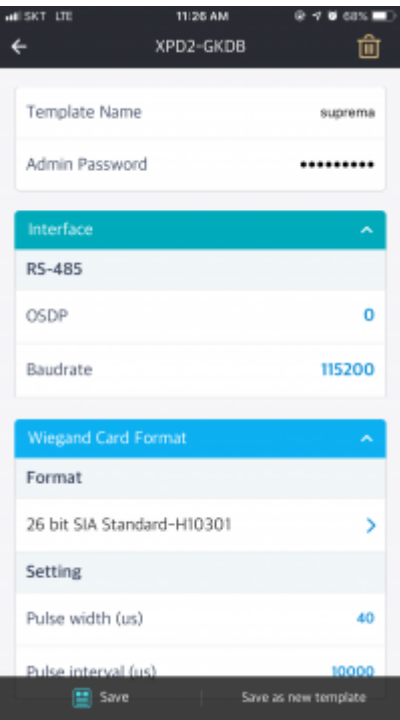 SKT LTE 11:26 AM 68%
XPD2-GKDB
Template Name suprema
Admin Password •••••••••
Interface
RS-485
OSDP 0
Baudrate 115200
Wiegand Card Format
Format
26 bit SIA Standard-H10301
Setting
Pulse width (us) 40
Pulse interval (us) 10000
Save Save as new template